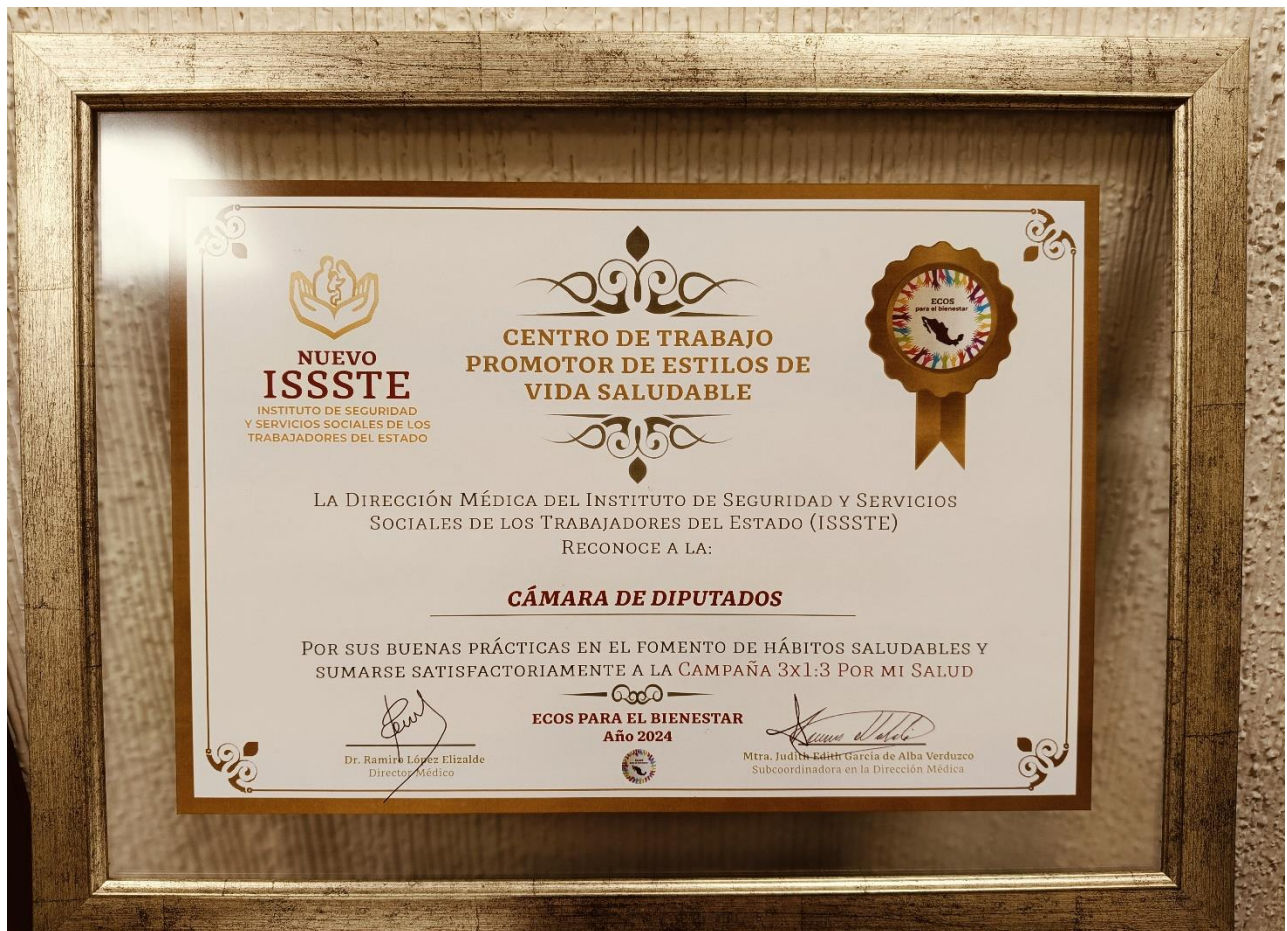 NUEVO
ISSSTE
INSTITUTO DE SEGURIDAD
Y SERVICIOS SOCIALES DE LOS
TRABAJADORES DEL ESTADO
CENTRO DE TRABAJO
PROMOTOR DE ESTILOS DE
VIDA SALUDABLE
ECOS
para el bienestar
LA DIRECCIÓN MÉDICA DEL INSTITUTO DE SEGURIDAD Y SERVICIOS
SOCIALES DE LOS TRABAJADORES DEL ESTADO (ISSSTE)
RECONOCE A LA:
CÁMARA DE DIPUTADOS
POR SUS BUENAS PRÁCTICAS EN EL FOMENTO DE HÁBITOS SALUDABLES Y
SUMARSE SATISFACTORIAMENTE A LA CAMPAÑA 3X1:3 POR MI SALUD
ECOS PARA EL BIENESTAR
Año 2024
Dr. Ramiro López Elizalde
Director Médico
Mtra. Judith Edith García de Alba Verduzco
Subcoordinadora en la Dirección Médica